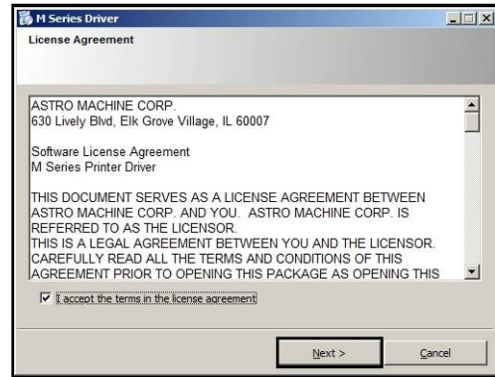 M Series Driver
License Agreement
ASTRO MACHINE CORP.
630 Lively Blvd, Elk Grove Village, IL 60007
Software License Agreement
M Series Printer Driver
THIS DOCUMENT SERVES AS A LICENSE AGREEMENT BETWEEN
ASTRO MACHINE CORP. AND YOU. ASTRO MACHINE CORP. IS
REFERRED TO AS THE LICENSOR.
THIS IS A LEGAL AGREEMENT BETWEEN YOU AND THE LICENSOR.
CAREFULLY READ ALL THE TERMS AND CONDITIONS OF THIS
AGREEMENT PRIOR TO OPENING THIS PACKAGE AS OPENING THIS
I accept the terms in the license agreement
Next >
Cancel